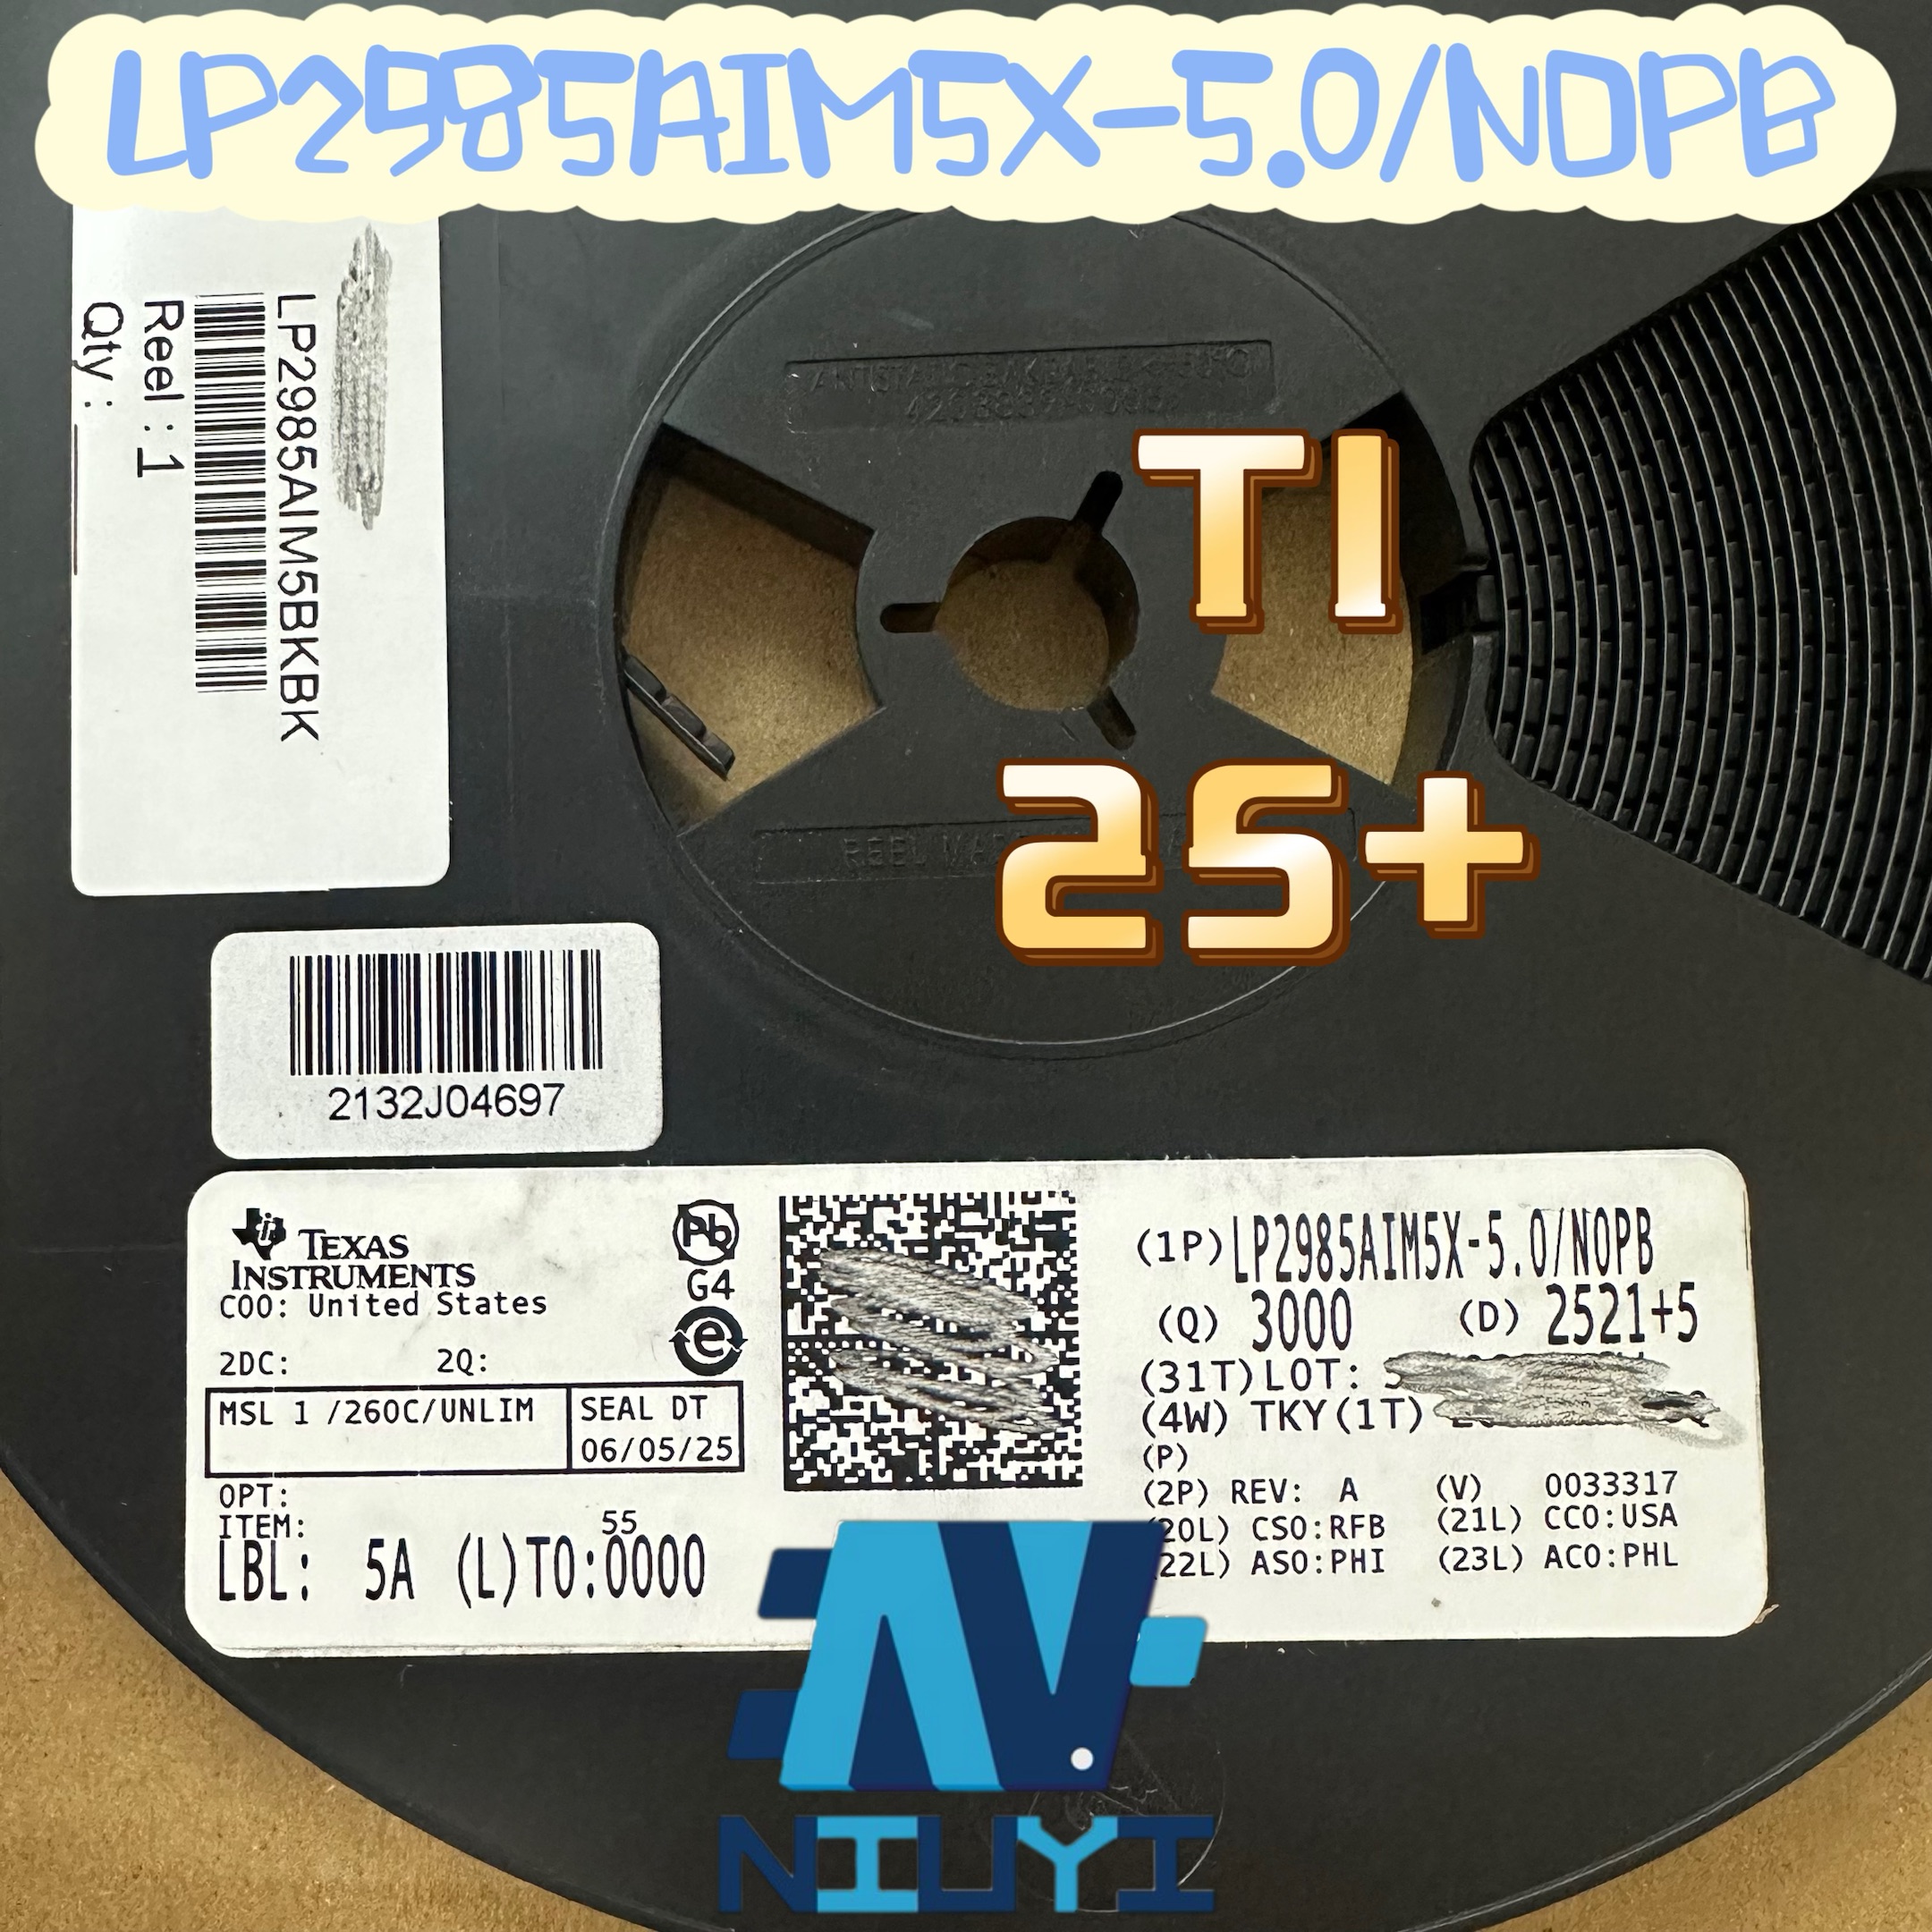 LP2985AIM5X-5.0/NOPB
LP2985AIM5BKBK
Reel : 1
Qty :
TI
25+
2132J04697
TEXAS
INSTRUMENTS
COO: United States
2DC: 2Q:
MSL 1 /260C/UNLIM
SEAL DT
06/05/25
OPT:
ITEM:
55
LBL: 5A (L)TO:0000
Pb
G4
e
(1P)LP2985AIM5X-5.0/NOPB
(Q) 3000 (D) 2521+5
(31T)LOT:
(4W) TKY(1T)
(P)
(2P) REV: A (V) 0033317
20L) CSO:RFB (21L) CCO:USA
22L) ASO:PHI (23L) ACO:PHL
NIUYI